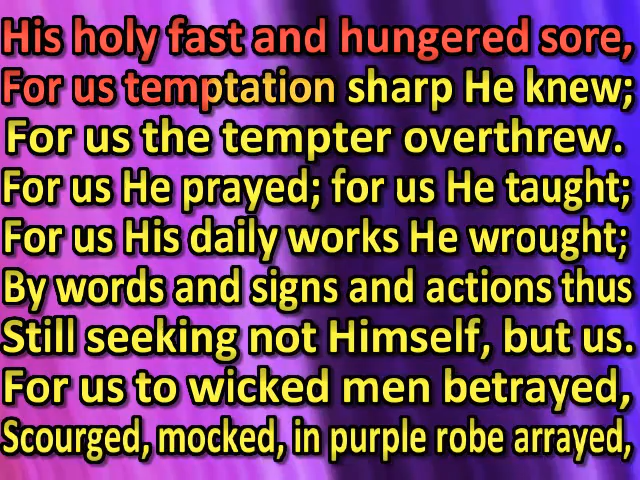 His holy fast and hungered sore,
For us temptation sharp He knew;
For us the tempter overthrew.
For us He prayed; for us He taught;
For us His daily works He wrought;
By words and signs and actions thus
Still seeking not Himself, but us.
For us to wicked men betrayed,
Scourged, mocked, in purple robe arrayed,